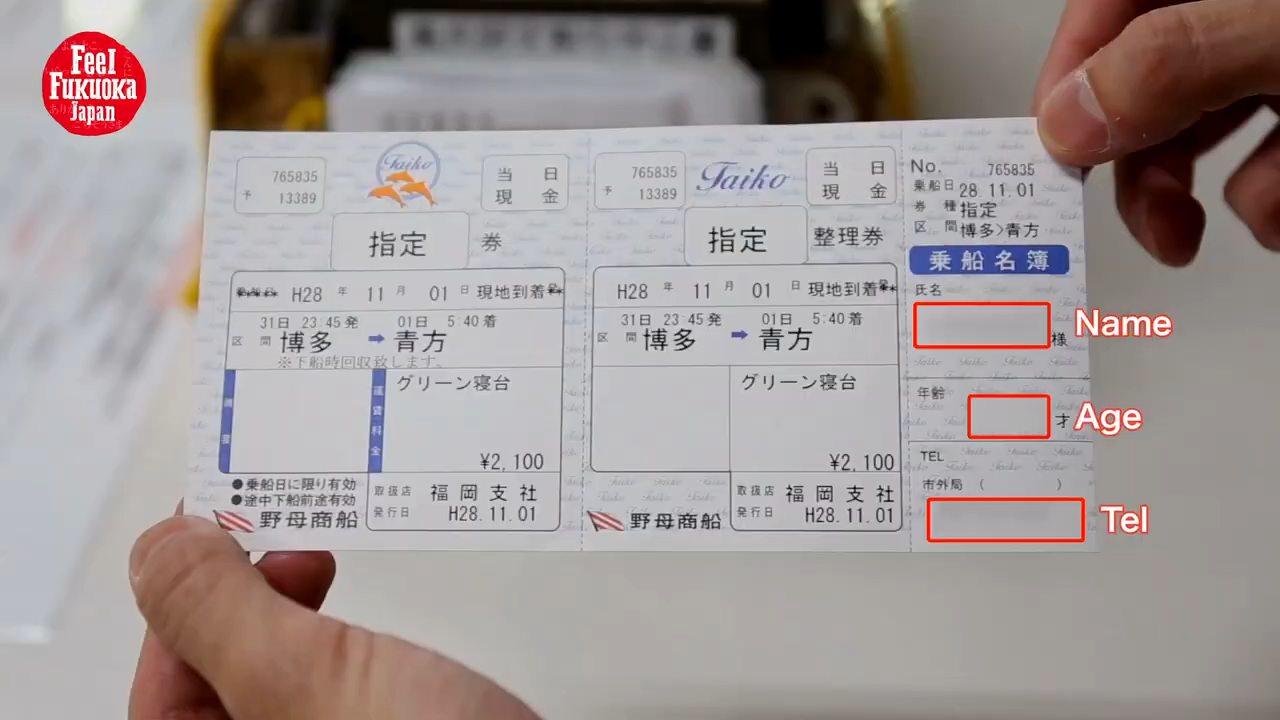 Feel
FUKUOKA
Japan
765835
予 13389
Taiko
当日
現金
指定 券
H28 年 11 月 01 日 現地到着
31日 23:45発 01日 5:40着
区間 博多 ➡ 青方
※下船時回収致します。
運賃料金
グリーン寝台
¥2,100
●乗船日に限り有効
●途中下船前途有効
野母商船
取扱店 福岡支社
発行日 H28.11.01
765835
予 13389
Taiko
当日
現金
指定 整理券
H28 年 11 月 01 日 現地到着
31日 23:45発 01日 5:40着
区間 博多 ➡ 青方
グリーン寝台
¥2,100
野母商船
取扱店 福岡支社
発行日 H28.11.01
No. 765835
乗船日 28.11.01
券種 指定
区間 博多>青方
乗船名簿
氏名
様
Name
年齢
才
Age
TEL
市外局 ( )
Tel